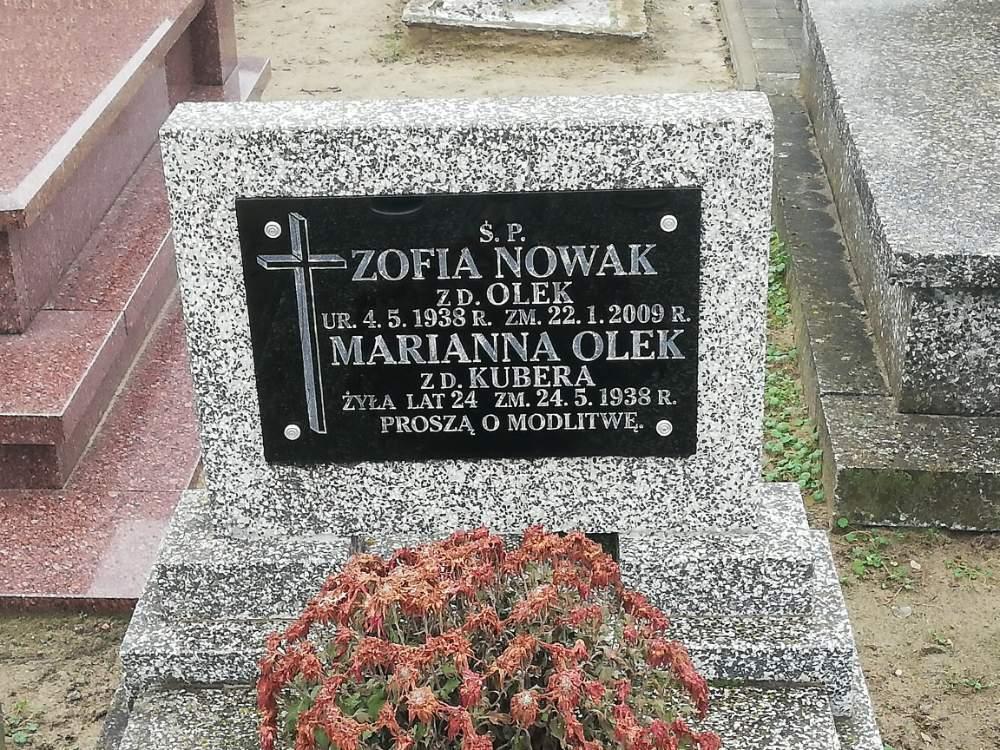 Ś. P.
ZOFIA NOWAK
Z D. OLEK
UR. 4. 5. 1938 R. ZM. 22. 1. 2009 R.
MARIANNA OLEK
Z D. KUBERA
ŻYŁA LAT 24 ZM. 24. 5. 1938 R.
PROSZĄ O MODLITWĘ.